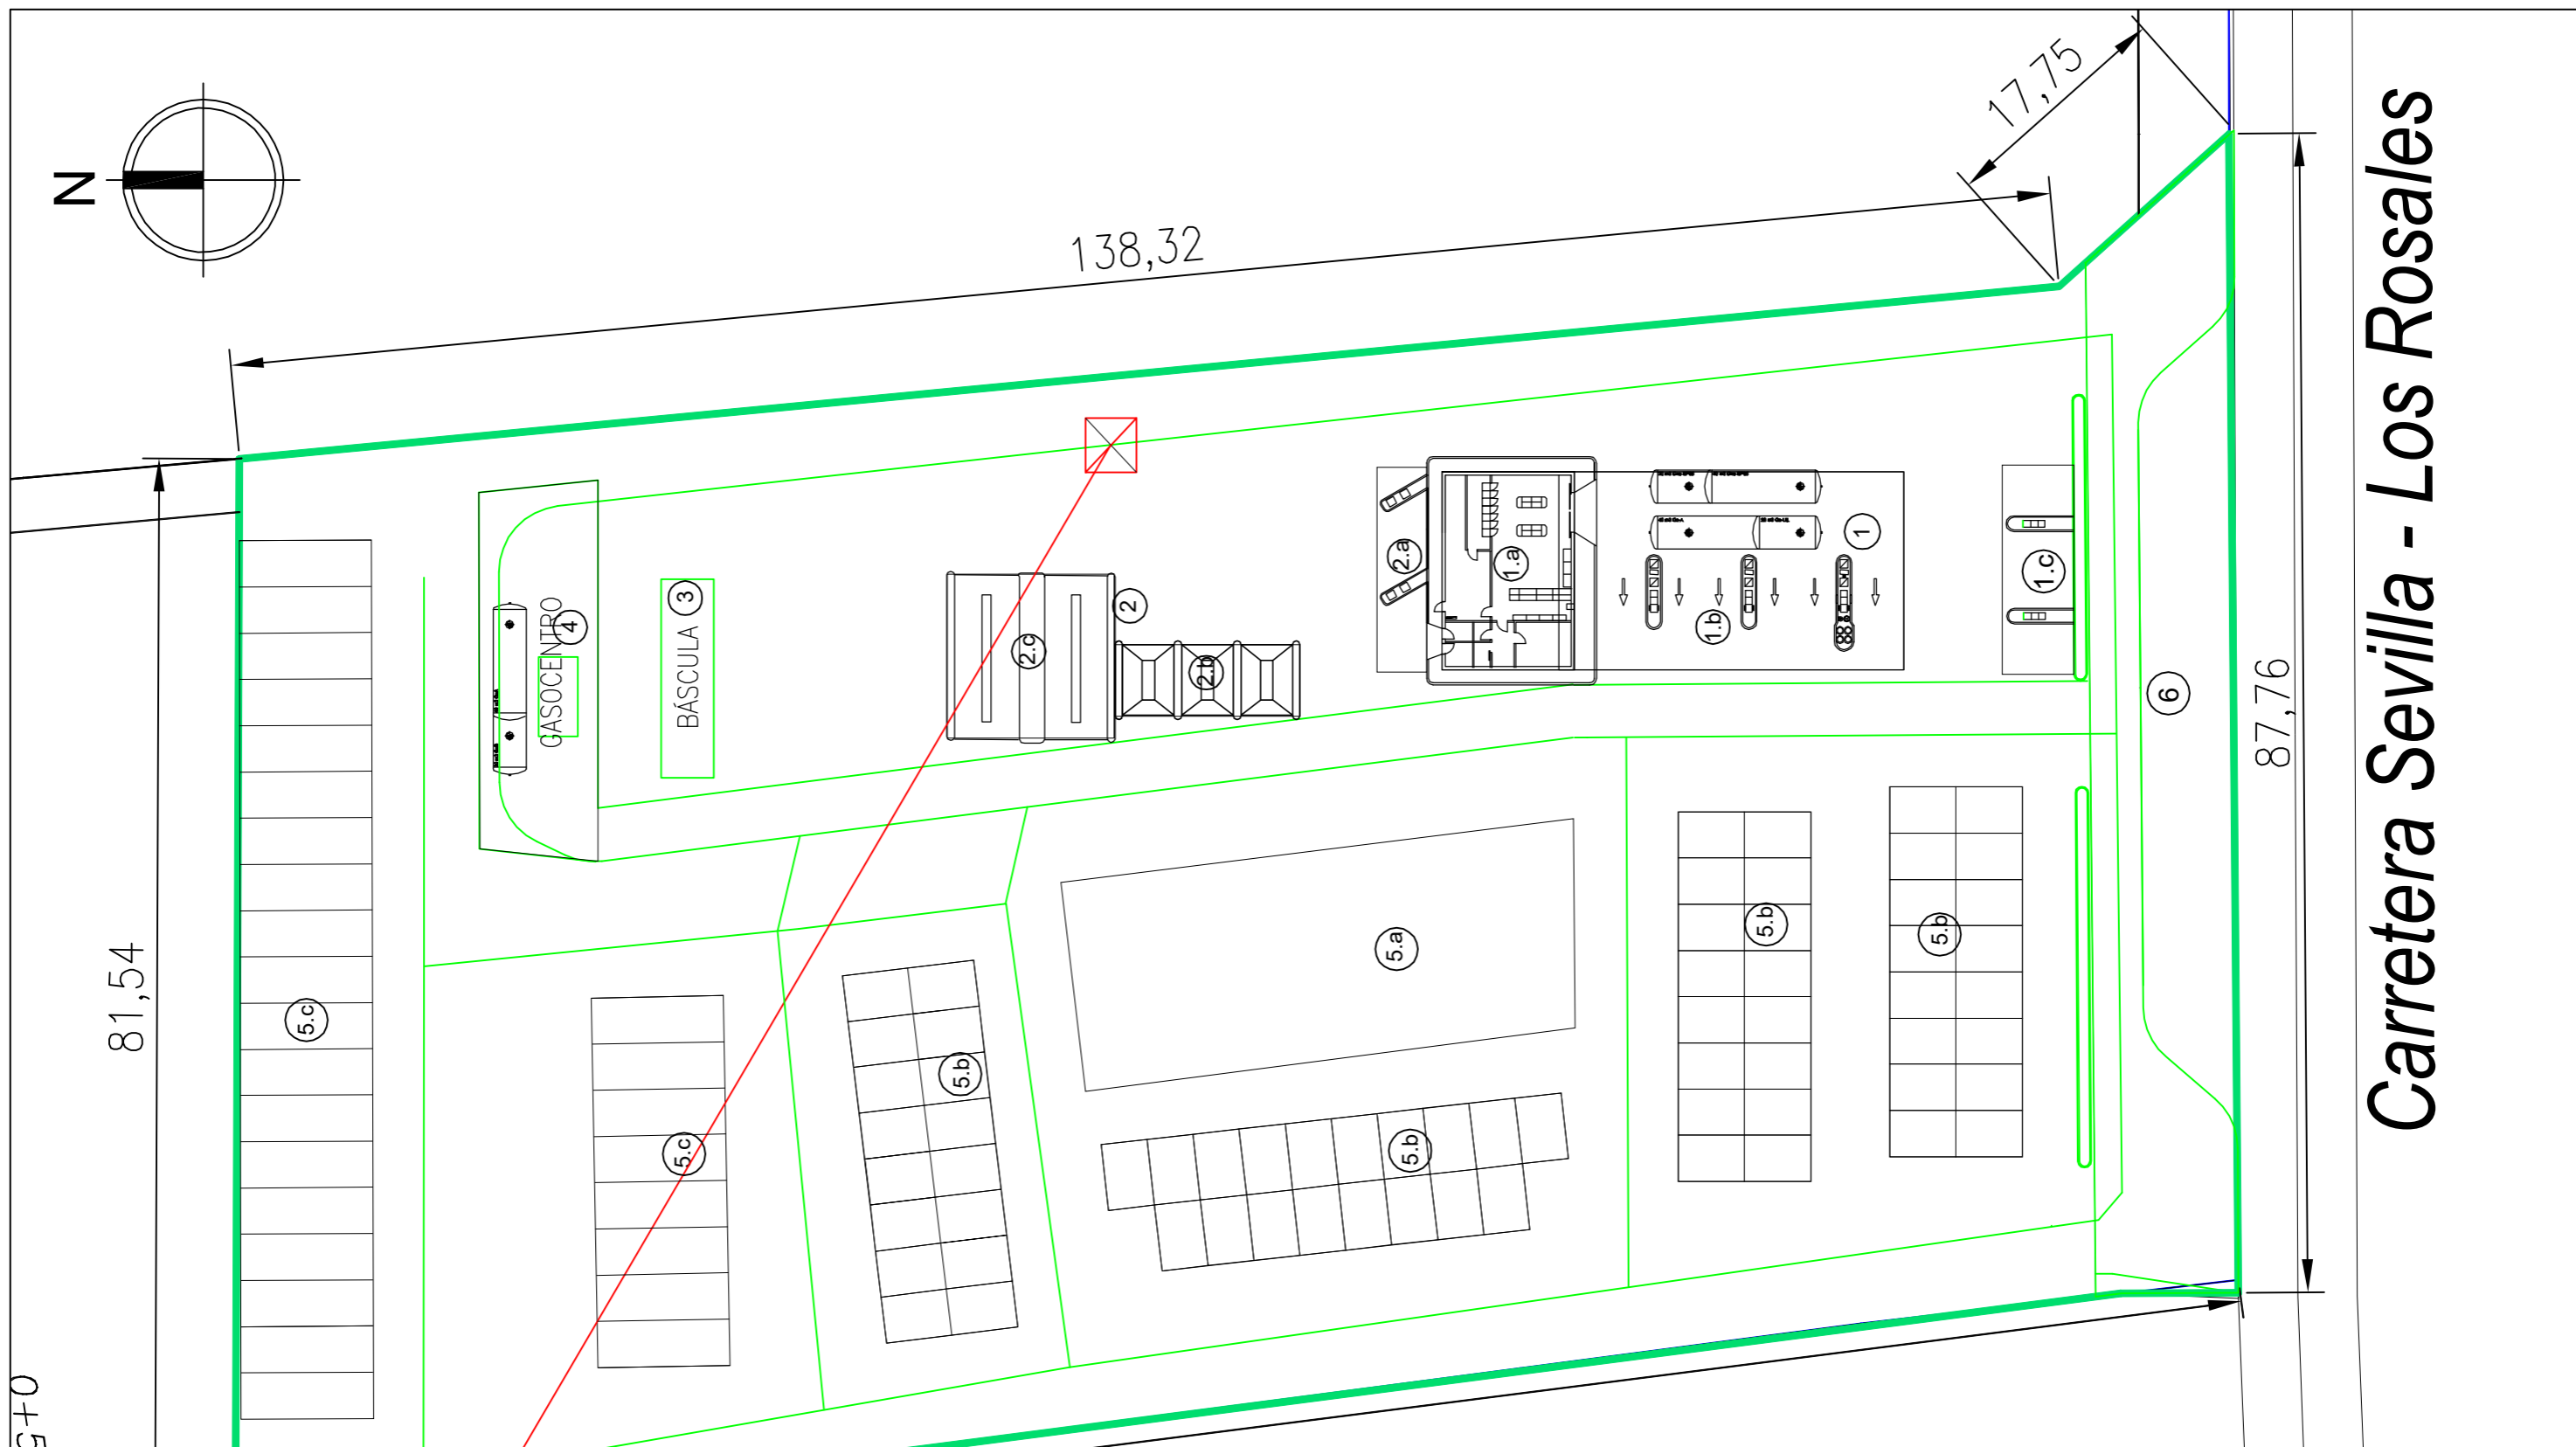 N
17,75
138,32
Carretera Sevilla - Los Rosales
87,76
81,54
GASOCENTRO
4
BÁSCULA
3
2
2.c
2.b
2.a
1.a
1
1.b
1.c
6
5.a
5.b
5.b
5.b
5.b
5.c
5.c